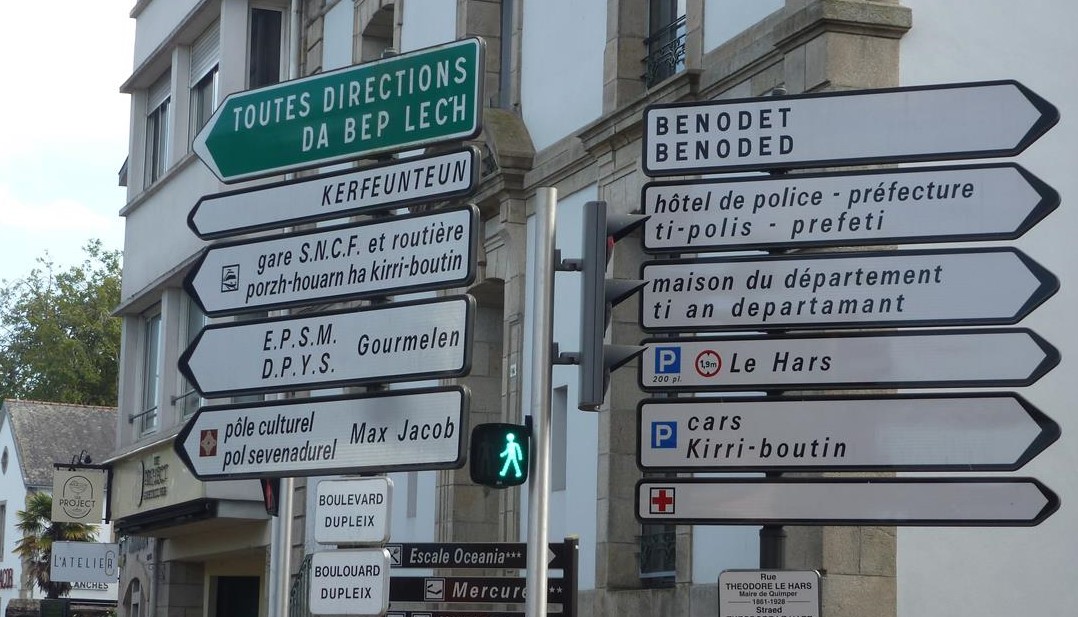 TOUTES DIRECTIONS
DA BEP LEC'H
KERFEUNTEUN
gare S.N.C.F. et routière
porzh-houarn ha kirri-boutin
E.P.S.M.
D.P.Y.S.
Gourmelen
pôle culturel
pol sevenadurel
Max Jacob
BOULEVARD
DUPLEIX
BOULOUARD
DUPLEIX
Escale Oceania***
Mercure
PROJECT
L'ATELIER
BENODET
BENODED
hôtel de police - préfecture
ti-polis - prefeti
maison du département
ti an departamant
P 1,9m Le Hars
200 pl.
P cars
Kirri-boutin
Rue
THEODORE LE HARS
Maire de Quimper
1861-1928
Straed